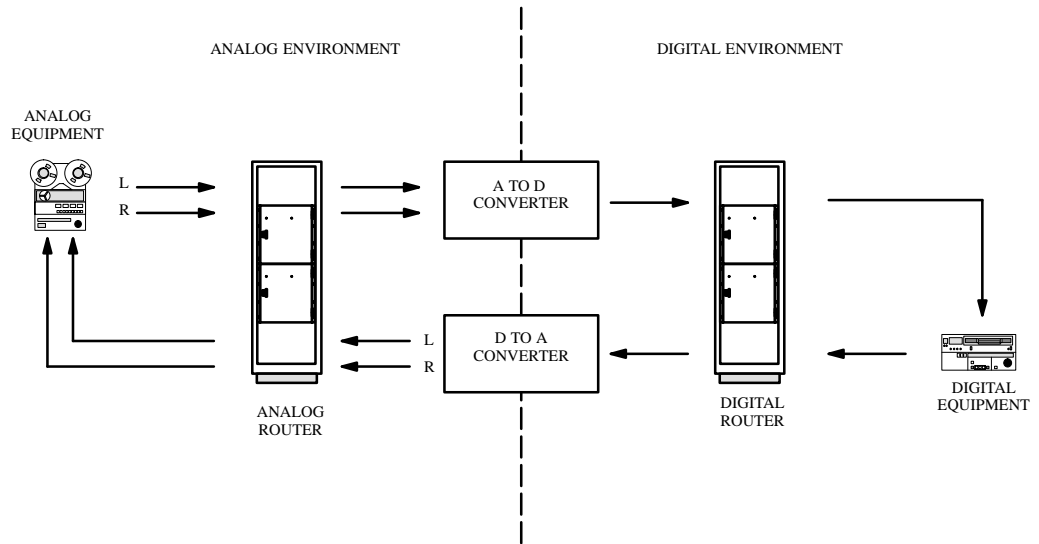 ANALOG ENVIRONMENT
DIGITAL ENVIRONMENT
ANALOG
EQUIPMENT
L
R
A TO D
CONVERTER
L
R
D TO A
CONVERTER
ANALOG
ROUTER
DIGITAL
ROUTER
DIGITAL
EQUIPMENT